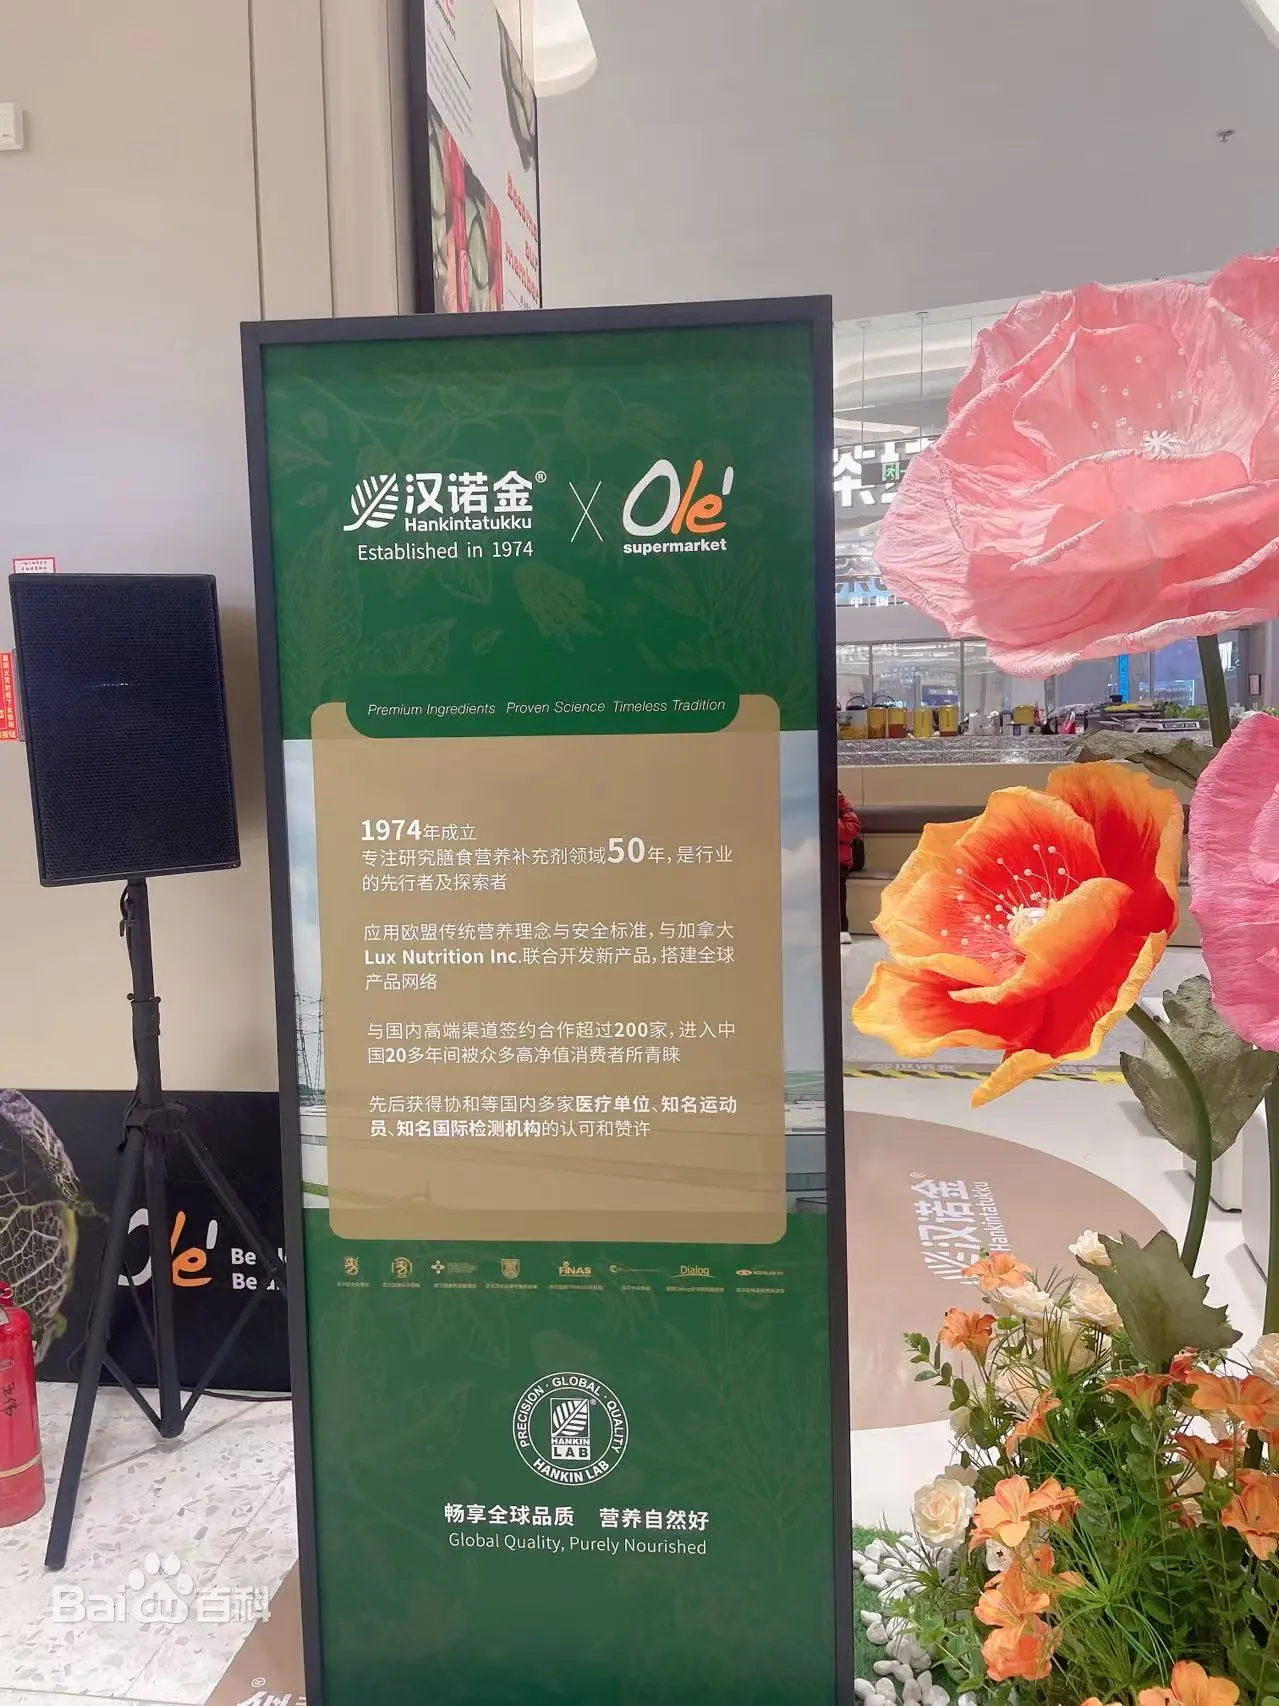 Become
our
member
汉诺金®
Hankintatukku
Established in 1974
X
Olé
supermarket
Premium Ingredients Proven Science Timeless Tradition
1974年成立
专注研究膳食营养补充剂领域50年，是行业
的先行者及探索者
应用欧盟传统营养理念与安全标准，与加拿大
Lux Nutrition Inc.联合开发新产品，搭建全球
产品网络
与国内高端渠道签约合作超过200家，进入中
国20多年间被众多高净值消费者所青睐
先后获得协和等国内多家医疗单位、知名运动
员、知名国际检测机构的认可和赞许
FINAS
Dialog
PRECISION · GLOBAL · QUALITY
HANKIN
LAB
HANKIN LAB
畅享全球品质 营养自然好
Global Quality, Purely Nourished
Olé
Be
Be
汉诺金®
Hankintatukku
Bai百科